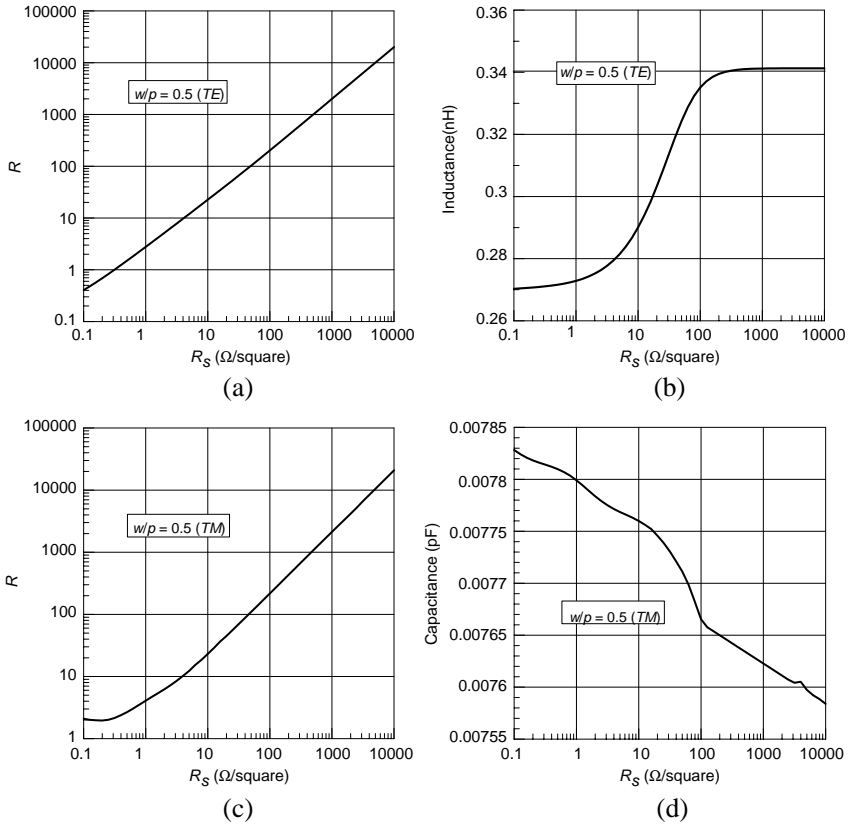 100000
10000
1000
100
10
1
0.1
R
w/p = 0.5 (TE)
0.1 1 10 100 1000 10000
R_S (Ω/square)
(a)
0.36
0.34
0.32
0.3
0.28
0.26
Inductance(nH)
w/p = 0.5 (TE)
0.1 1 10 100 1000 10000
R_S (Ω/square)
(b)
100000
10000
1000
100
10
1
R
w/p = 0.5 (TM)
0.1 1 10 100 1000 10000
R_S (Ω/square)
(c)
0.00785
0.0078
0.00775
0.0077
0.00765
0.0076
0.00755
Capacitance (pF)
w/p = 0.5 (TM)
0.1 1 10 100 1000 10000
R_S (Ω/square)
(d)